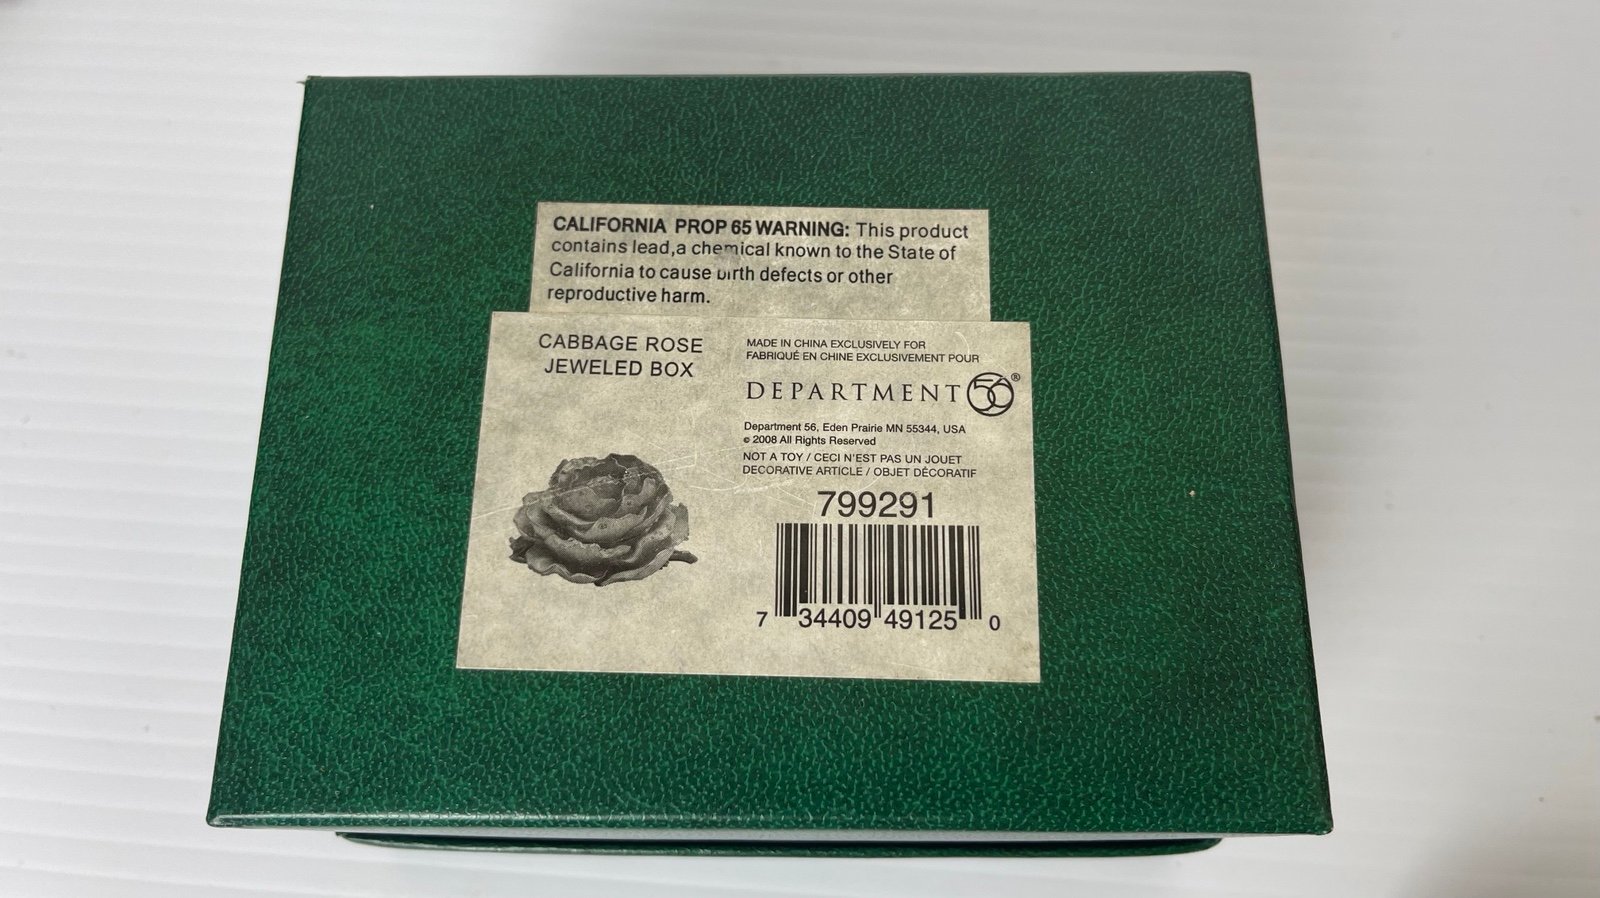 CALIFORNIA PROP 65 WARNING: This product
contains lead,a chemical known to the State of
California to cause birth defects or other
reproductive harm.
CABBAGE ROSE
JEWELED BOX
MADE IN CHINA EXCLUSIVELY FOR
FABRIQUÉ EN CHINE EXCLUSIVEMENT POUR
DEPARTMENT 56®
Department 56, Eden Prairie MN 55344, USA
© 2008 All Rights Reserved
NOT A TOY / CECI N'EST PAS UN JOUET
DECORATIVE ARTICLE / OBJET DÉCORATIF
799291
7 34409 49125 0